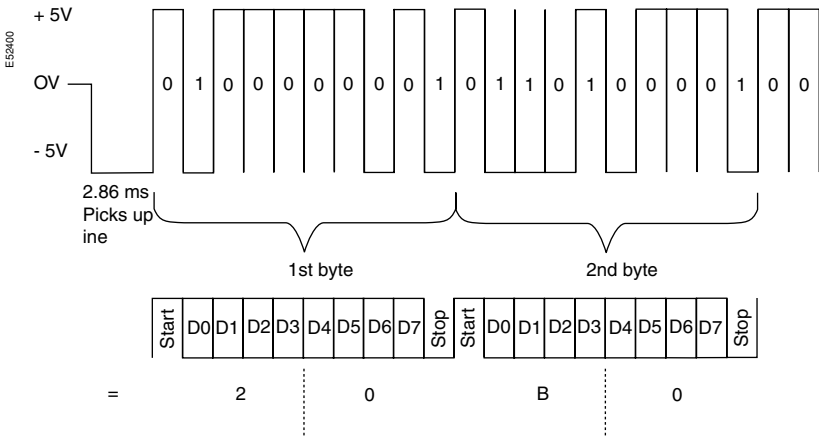 + 5V
E52400
OV
0 1 0 0 0 0 0 0 0 1 0 1 1 0 1 0 0 0 0 1 0 0
- 5V
2.86 ms
Picks up
ine
1st byte
2nd byte
Start D0 D1 D2 D3 D4 D5 D6 D7 Stop Start D0 D1 D2 D3 D4 D5 D6 D7 Stop
= 2 0 B 0